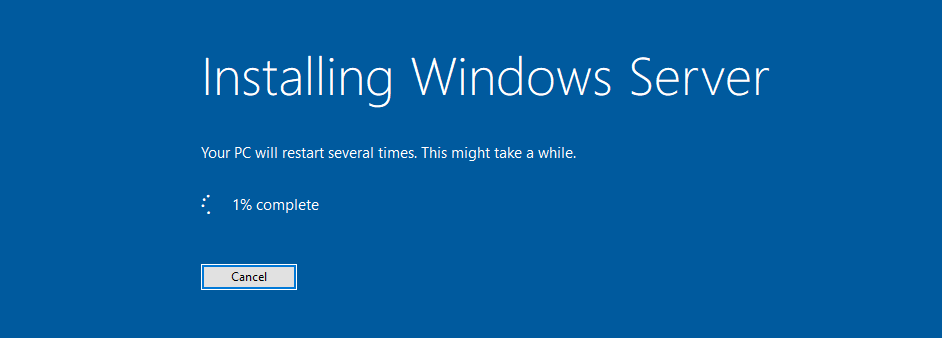 Installing Windows Server
Your PC will restart several times. This might take a while.
1% complete
Cancel